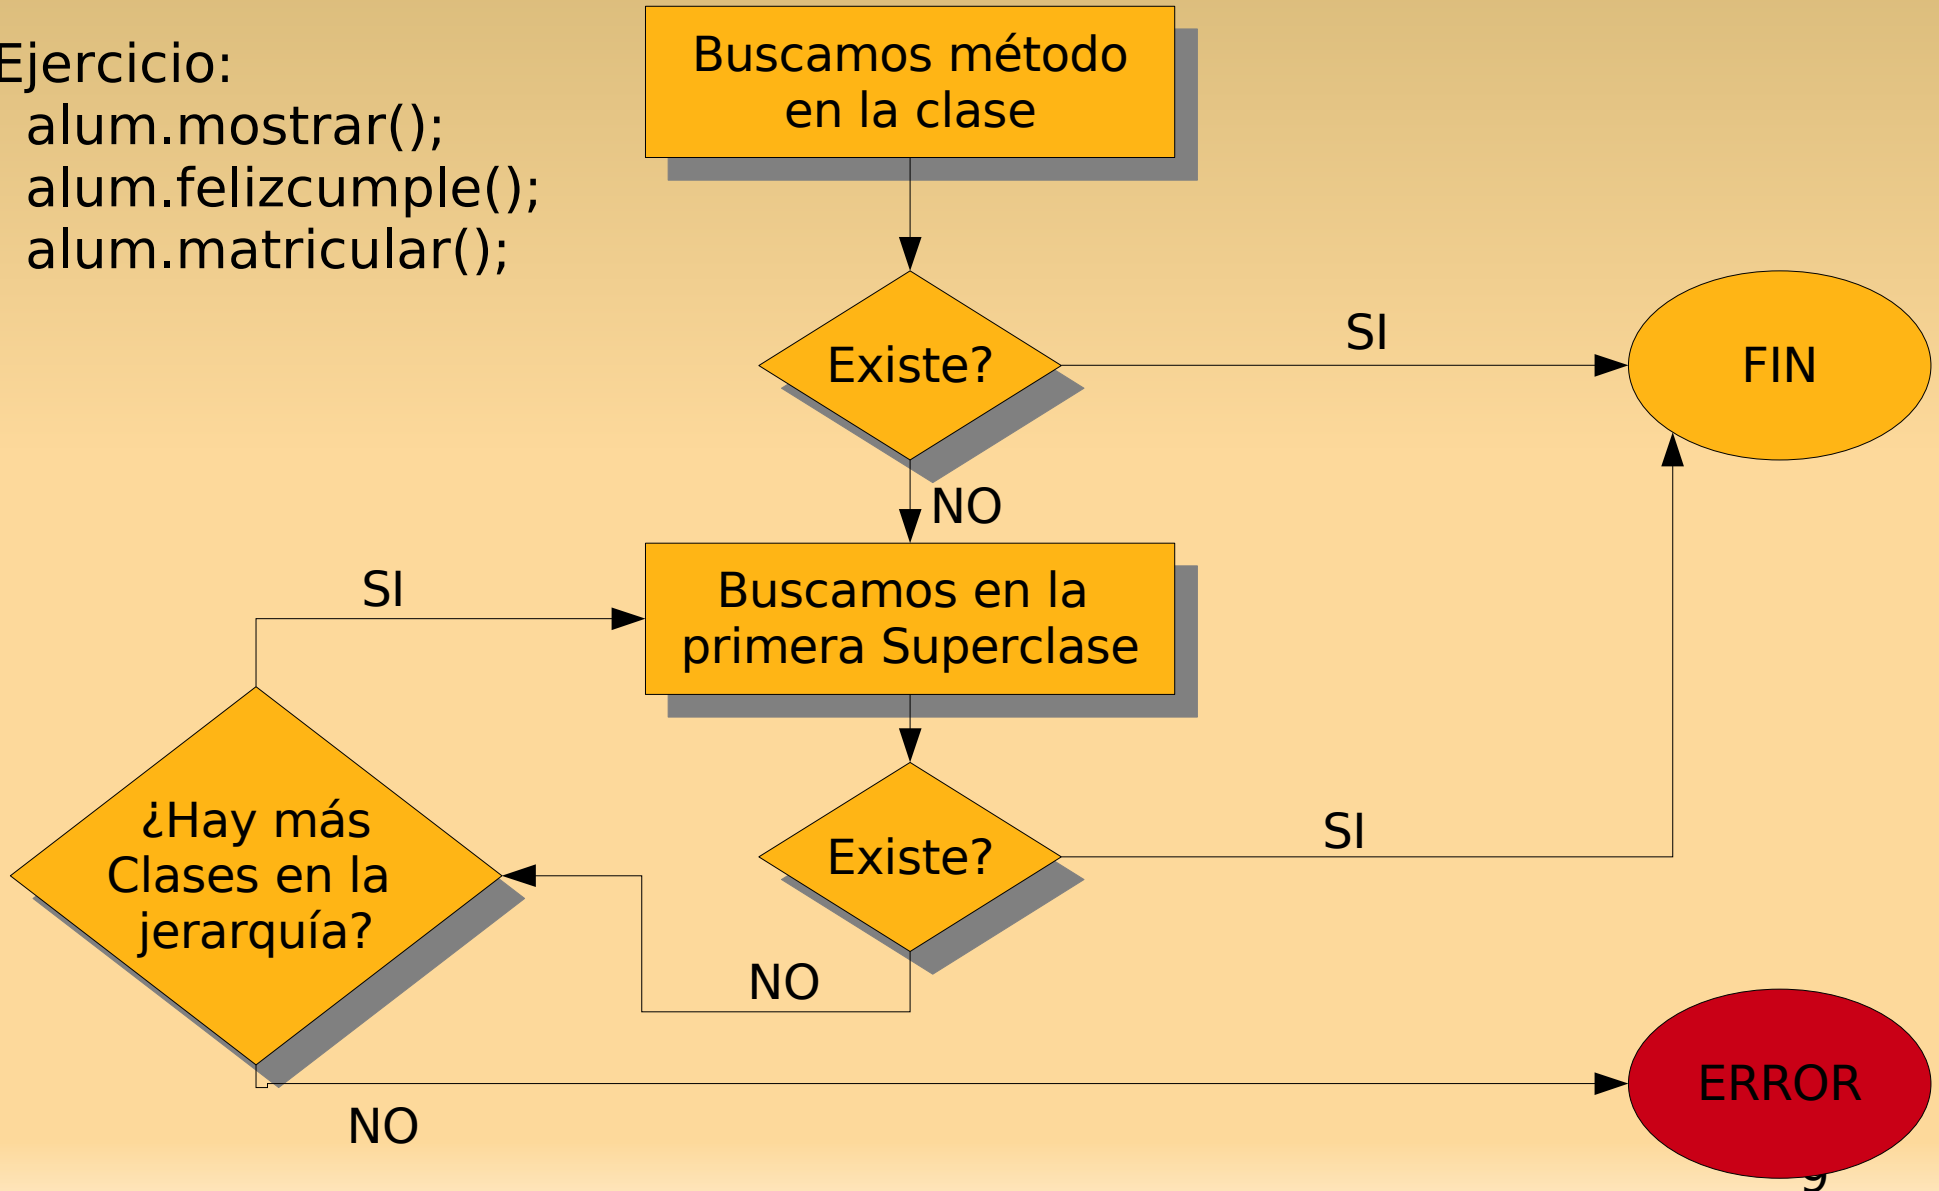 Ejercicio:
alum.mostrar();
alum.felizcumple();
alum.matricular();
Buscamos método
en la clase
Existe?
SI
FIN
NO
Buscamos en la
primera Superclase
SI
Existe?
SI
¿Hay más
Clases en la
jerarquía?
NO
NO
ERROR
9